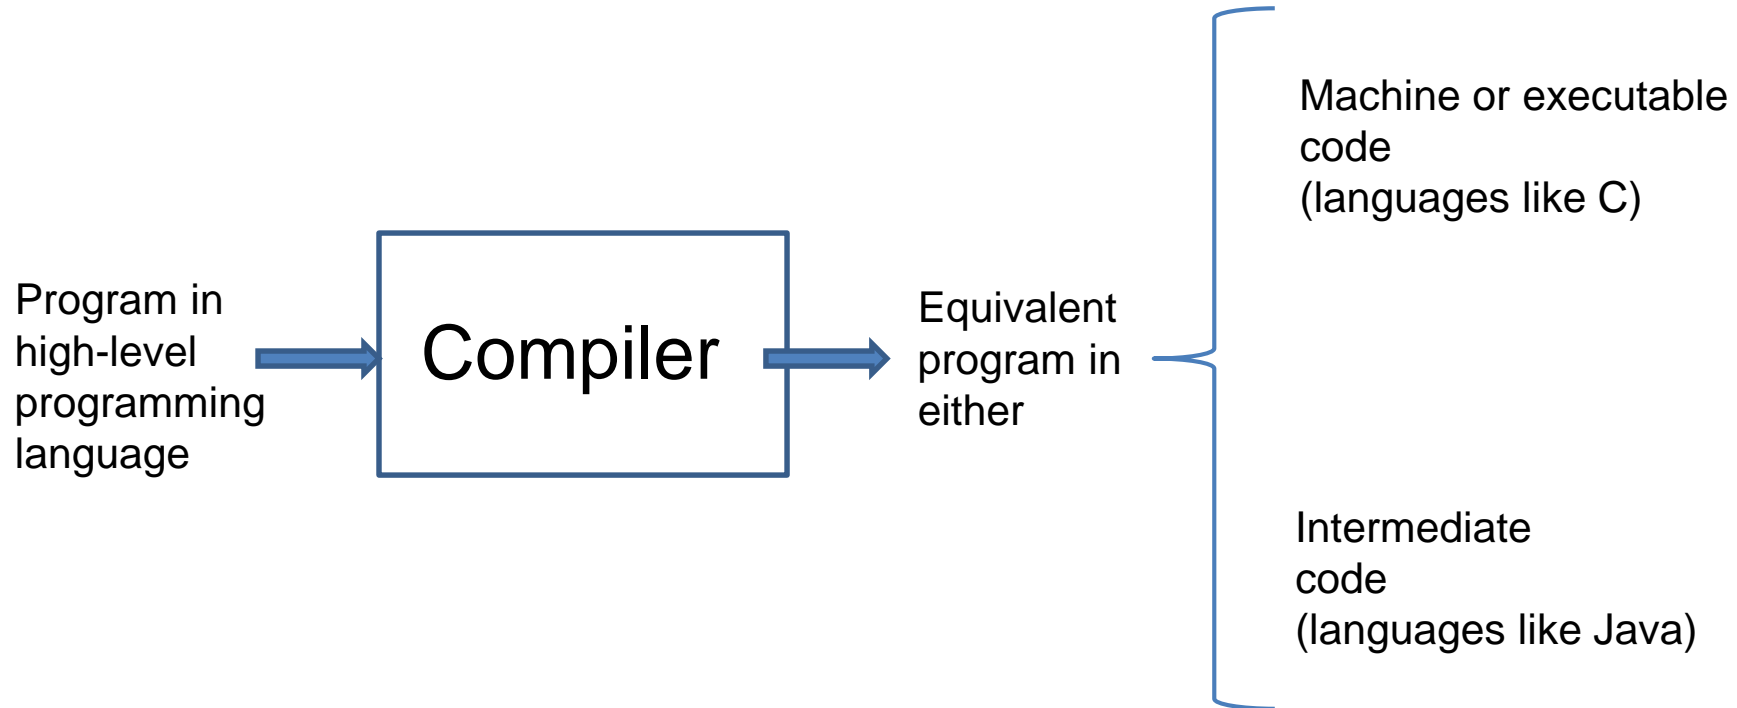 Program in
high-level
programming
language
Compiler
Equivalent
program in
either
Machine or executable
code
(languages like C)
Intermediate
code
(languages like Java)